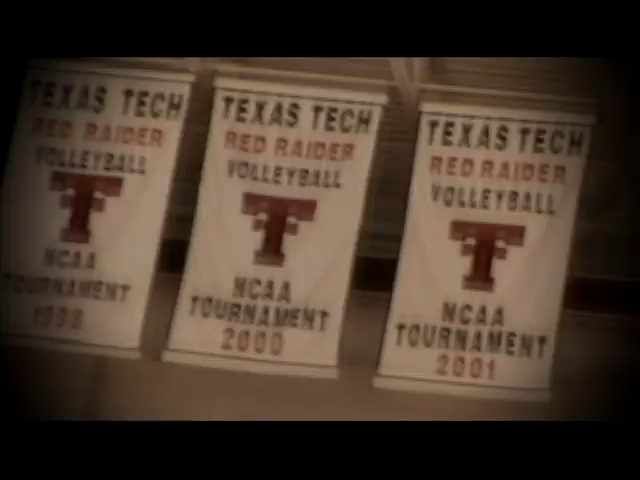 TEXAS TECH
RED RAIDER
VOLLEYBALL
NCAA
TOURNAMENT
1998
TEXAS TECH
RED RAIDER
VOLLEYBALL
NCAA
TOURNAMENT
2000
TEXAS TECH
RED RAIDER
VOLLEYBALL
NCAA
TOURNAMENT
2001